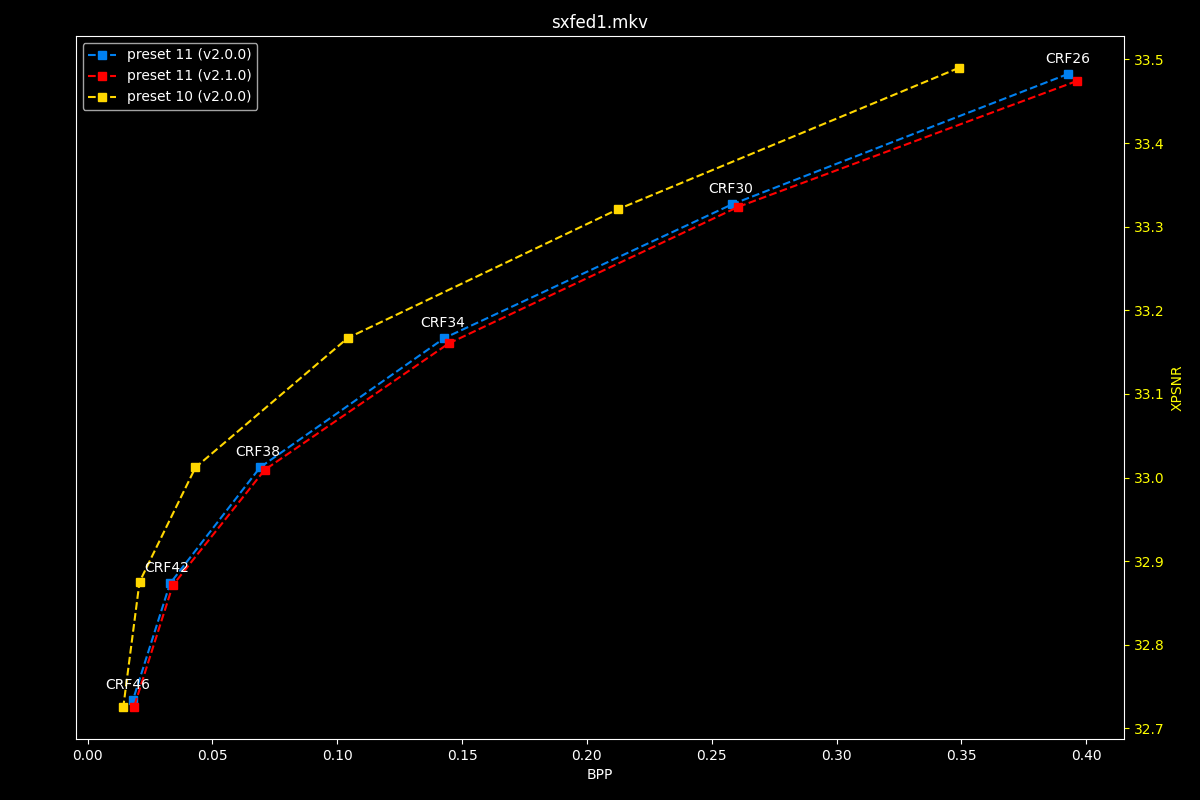 sxfed1.mkv
preset 11 (v2.0.0)
preset 11 (v2.1.0)
preset 10 (v2.0.0)
CRF26
CRF30
CRF34
CRF38
CRF42
CRF46
33.5
33.4
33.3
33.2
33.1
33.0
32.9
32.8
32.7
XPSNR
0.00 0.05 0.10 0.15 0.20 0.25 0.30 0.35 0.40
BPP